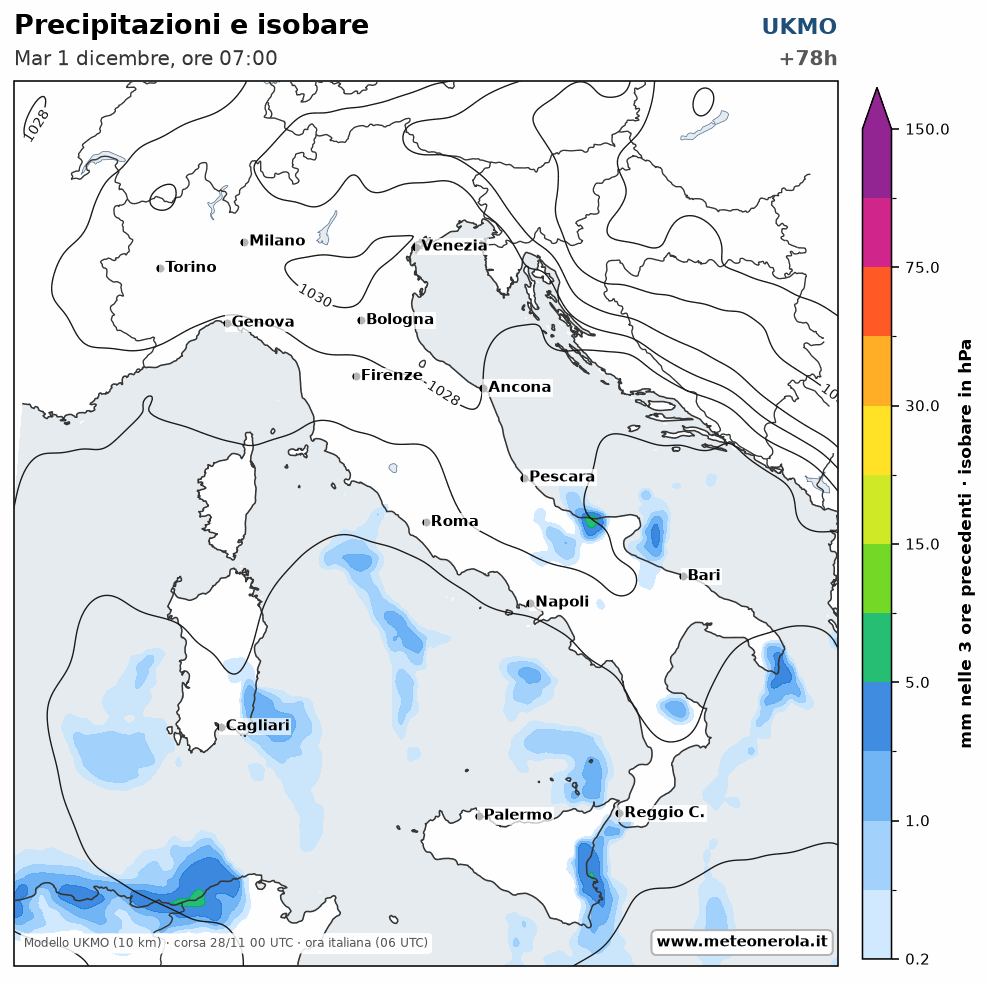 Precipitazioni e isobare
UKMO
Mar 1 dicembre, ore 07:00
+78h
1028
150.0
Milano
Venezia
Torino
75.0
1030
Genova
Bologna
Firenze
1028
Ancona
10
30.0
Pescara
Roma
15.0
Bari
Napoli
5.0
Cagliari
Palermo
Reggio C.
1.0
mm nelle 3 ore precedenti · isobare in hPa
Modello UKMO (10 km) · corsa 28/11 00 UTC · ora italiana (06 UTC)
www.meteonerola.it
0.2